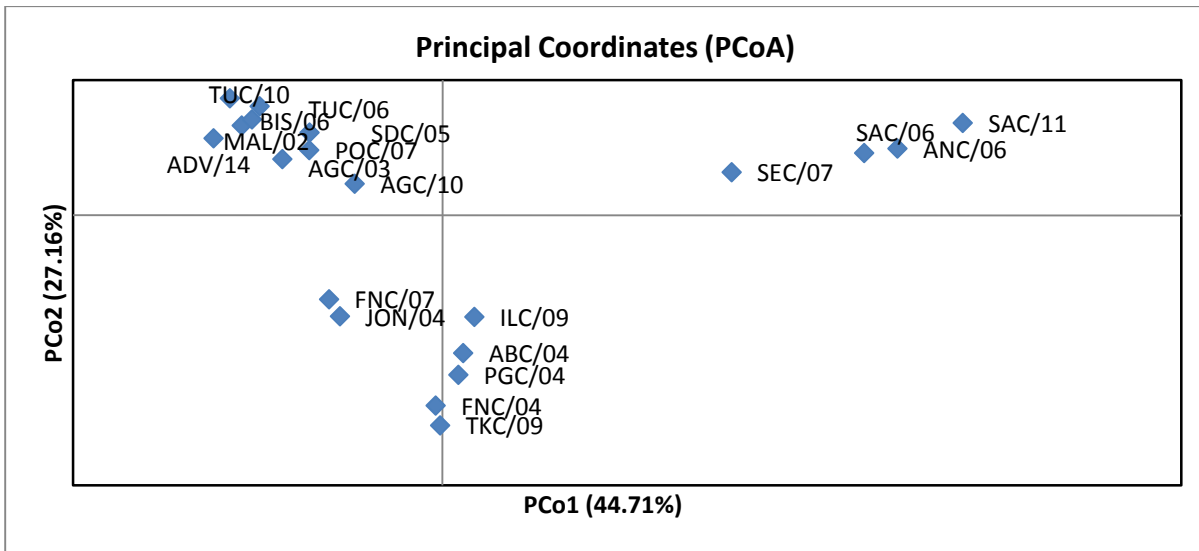 Principal Coordinates (PCoA)
TUC/10
TUC/06
BIS/06
SDC/05
MAL/02
POC/07
ADV/14
AGC/03
AGC/10
SAC/06
SAC/11
ANC/06
SEC/07
FNC/07
JON/04
ILC/09
ABC/04
PGC/04
FNC/04
TKC/09
PCo2 (27.16%)
PCo1 (44.71%)